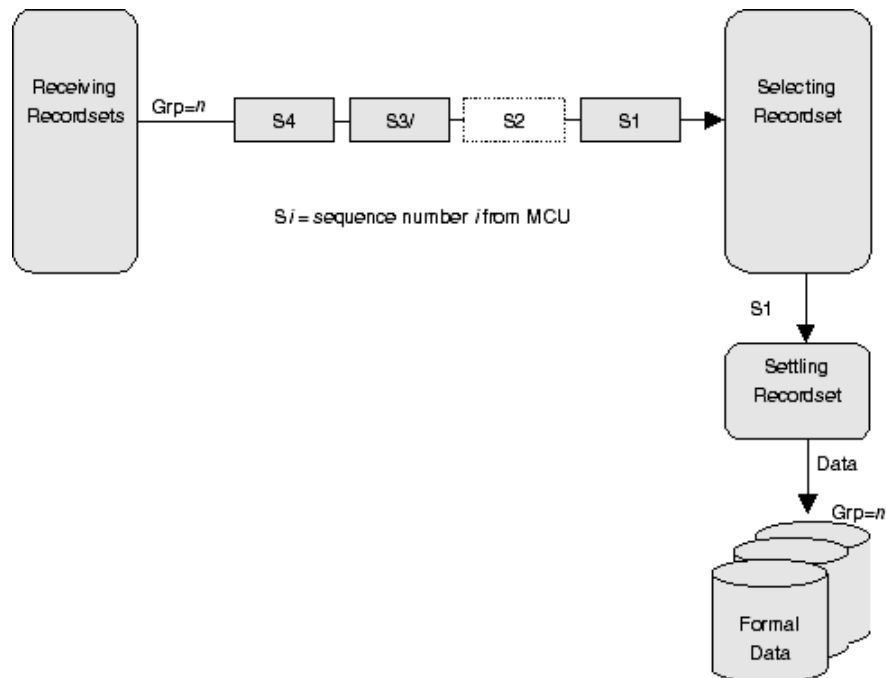 Receiving
Recordsets
Grp=n
S4
S3/
S2
S1
Selecting
Recordset
Si = sequence number i from MCU
S1
Settling
Recordset
Data
Grp=n
Formal
Data